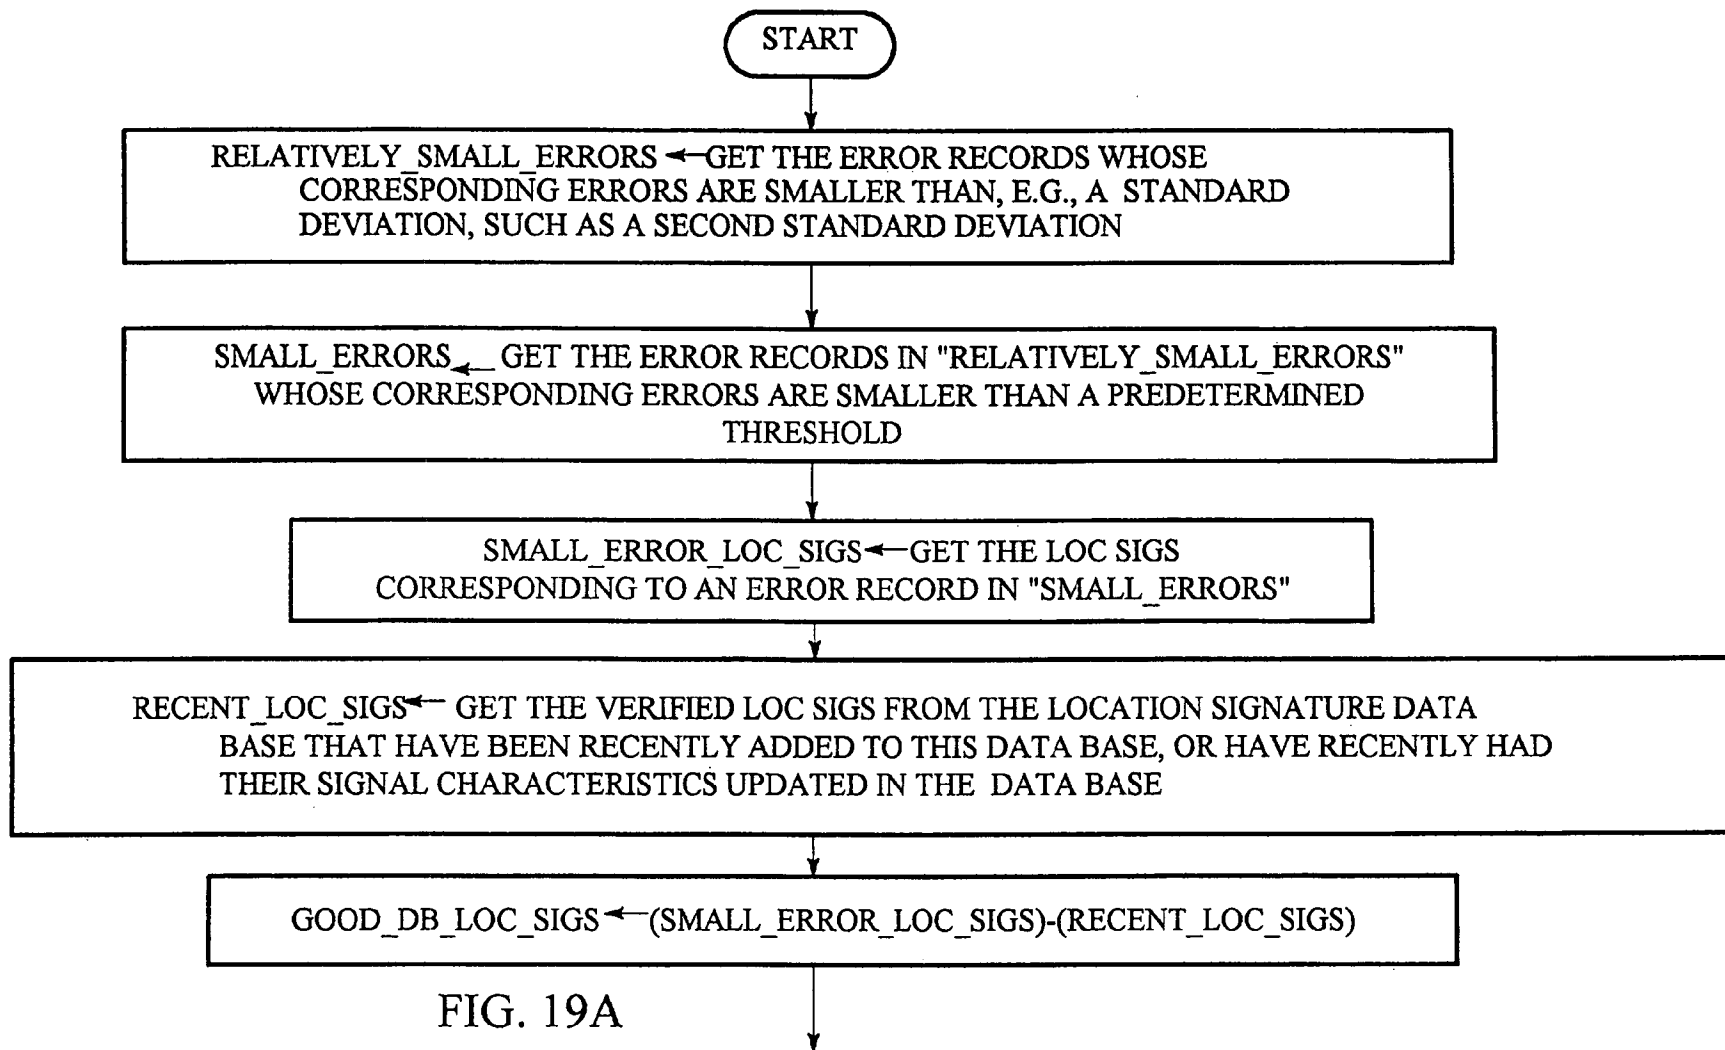 START
RELATIVELY_SMALL_ERRORS ←GET THE ERROR RECORDS WHOSE
CORRESPONDING ERRORS ARE SMALLER THAN, E.G., A STANDARD
DEVIATION, SUCH AS A SECOND STANDARD DEVIATION
SMALL_ERRORS ← GET THE ERROR RECORDS IN "RELATIVELY_SMALL_ERRORS"
WHOSE CORRESPONDING ERRORS ARE SMALLER THAN A PREDETERMINED
THRESHOLD
SMALL_ERROR_LOC_SIGS←GET THE LOC SIGS
CORRESPONDING TO AN ERROR RECORD IN "SMALL_ERRORS"
RECENT_LOC_SIGS← GET THE VERIFIED LOC SIGS FROM THE LOCATION SIGNATURE DATA
BASE THAT HAVE BEEN RECENTLY ADDED TO THIS DATA BASE, OR HAVE RECENTLY HAD
THEIR SIGNAL CHARACTERISTICS UPDATED IN THE DATA BASE
GOOD_DB_LOC_SIGS←(SMALL_ERROR_LOC_SIGS)-(RECENT_LOC_SIGS)
FIG. 19A